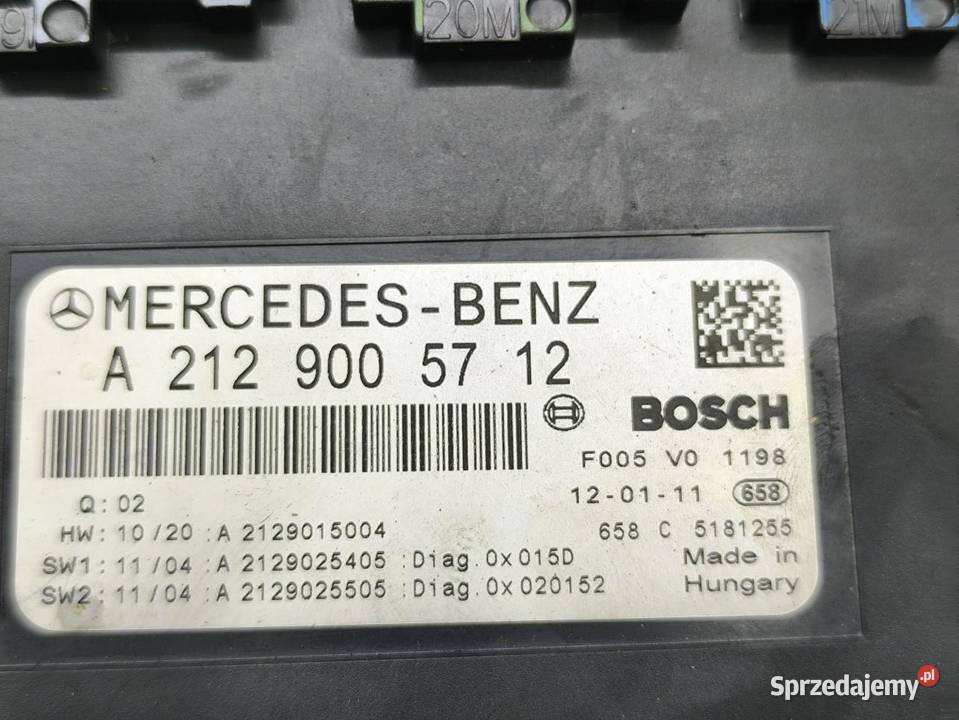 9
20M
21M
MERCEDES-BENZ
A 212 900 57 12
BOSCH
F005 V0 1198
12-01-11 658
Q: 02
HW: 10/20 :A 2129015004
658 C 5181255
SW1: 11/04 :A 2129025405 :Diag.0x015D
Made in
SW2: 11/04 :A 2129025505 :Diag.0x020152
Hungary
Sprzedajemy.pl